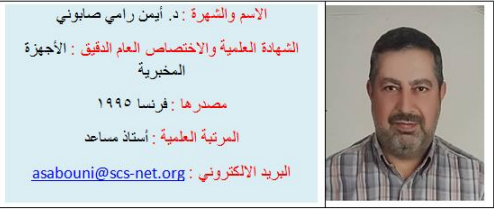 الاسم والشهرة : د. أيمن رامي صابوني
الشهادة العلمية والاختصاص العام الدقيق : الأجهزة
المخبرية
مصدرها : فرنسا ١٩٩٥
المرتبة العلمية : أستاذ مساعد
البريد الالكتروني : asabouni@scs-net.org